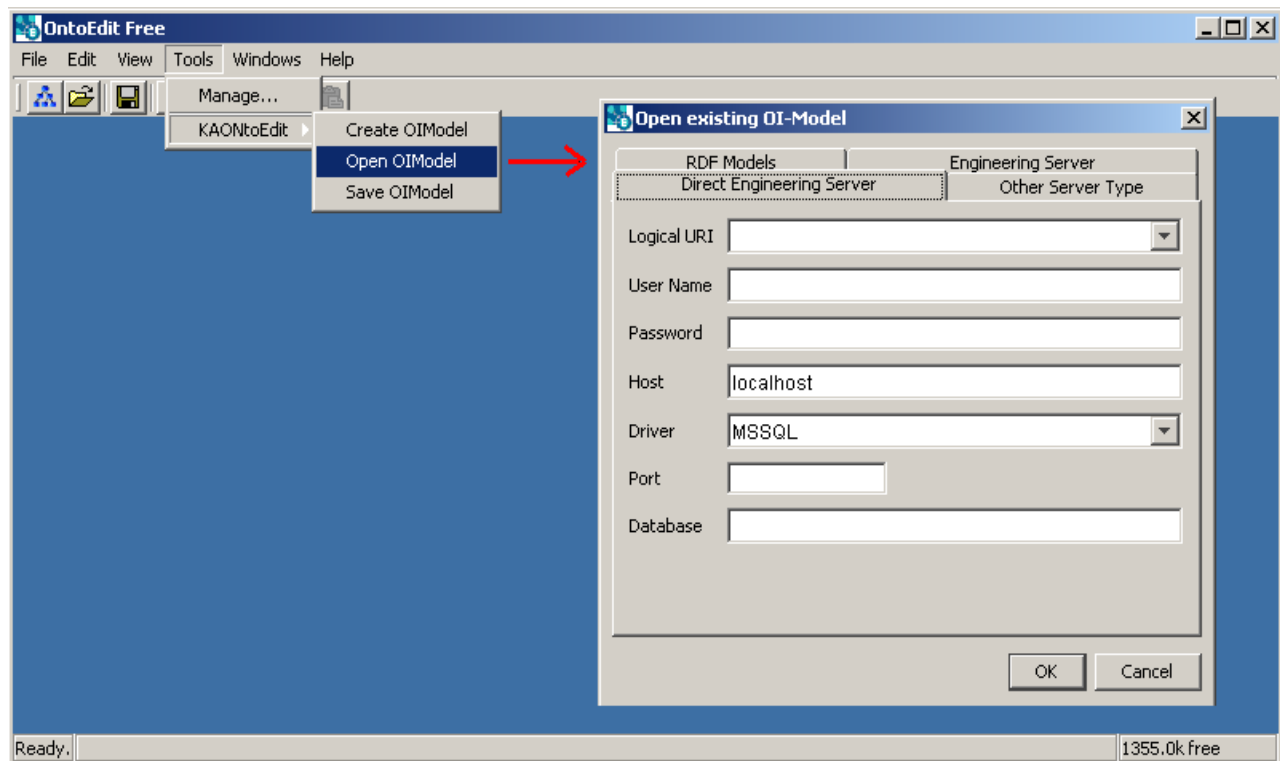 OntoEdit Free
File Edit View Tools Windows Help
Manage...
KAONtoEdit
Create OIModel
Open OIModel
Save OIModel
Open existing OI-Model
RDF Models Engineering Server
Direct Engineering Server Other Server Type
Logical URI
User Name
Password
Host localhost
Driver MSSQL
Port
Database
OK Cancel
Ready. 1355.0k free